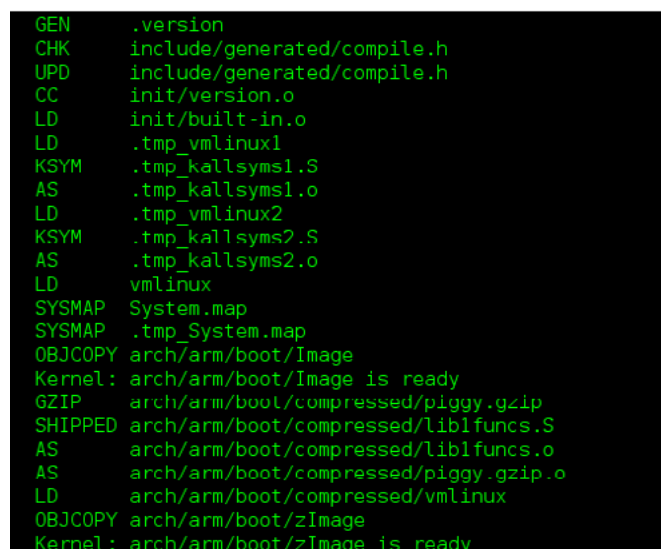 GEN .version
CHK include/generated/compile.h
UPD include/generated/compile.h
CC init/version.o
LD init/built-in.o
LD .tmp_vmlinux1
KSYM .tmp_kallsyms1.S
AS .tmp_kallsyms1.o
LD .tmp_vmlinux2
KSYM .tmp_kallsyms2.S
AS .tmp_kallsyms2.o
LD vmlinux
SYSMAP System.map
SYSMAP .tmp_System.map
OBJCOPY arch/arm/boot/Image
Kernel: arch/arm/boot/Image is ready
GZIP arch/arm/boot/compressed/piggy.gzip
SHIPPED arch/arm/boot/compressed/lib1funcs.S
AS arch/arm/boot/compressed/lib1funcs.o
AS arch/arm/boot/compressed/piggy.gzip.o
LD arch/arm/boot/compressed/vmlinux
OBJCOPY arch/arm/boot/zImage
Kernel: arch/arm/boot/zImage is ready